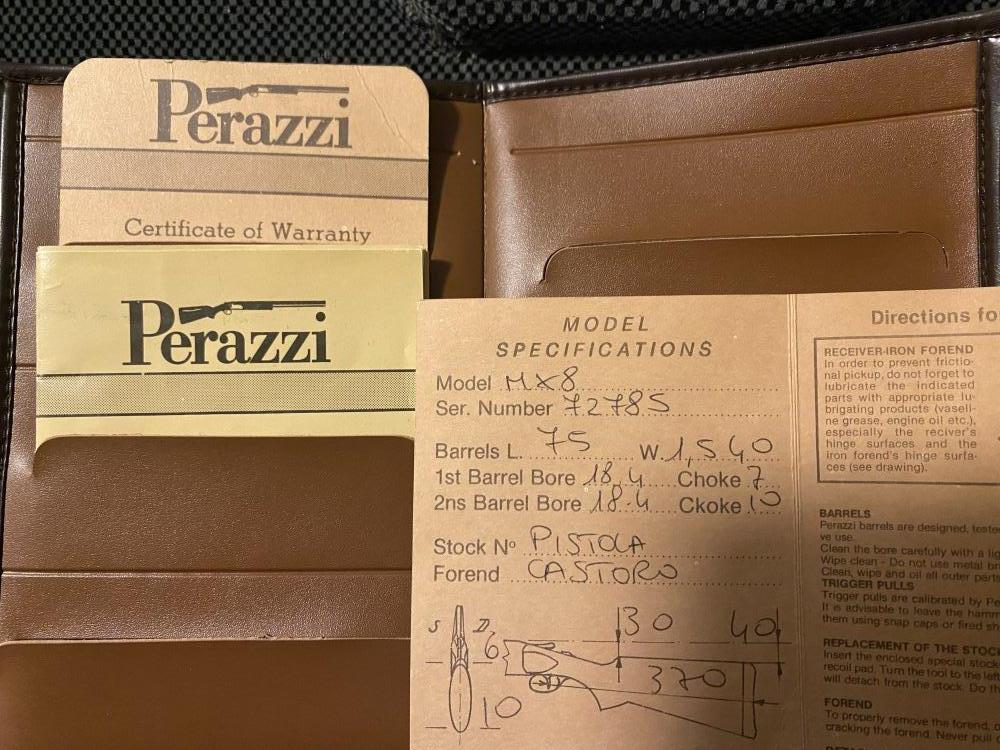 Perazzi
Certificate of Warranty
Perazzi
MODEL
SPECIFICATIONS
Model MX8
Ser. Number 72785
Barrels L. 75 W. 1,540
1st Barrel Bore 18,4 Choke 7
2ns Barrel Bore 18.4 Ckoke 10
Stock No PISTOLA
Forend CASTORO
S D 6 30 40
370
10
Directions fo
RECEIVER-IRON FOREND
In order to prevent frictio-
nal pickup, do not forget to
lubricate the indicated
parts with appropriate lu-
brigating products (vaseli-
ne grease, engine oil etc.),
especially the reciver's
hinge surfaces and the
iron forend's hinge surfa-
ces (see drawing).
BARRELS
Perazzi barrels are designed, teste
ve use.
Clean the bore carefully with a lig
Wipe clean - Do not use metal br
Clean, wipe and oil all outer part
TRIGGER PULLS
Trigger pulls are calibrated by Pe
It is advisable to leave the hamm
them using snap caps or fired sh
REPLACEMENT OF THE STOCK
Insert the enclosed special stock
recoil pad. Turn the tool to the left
will detach from the stock. Do th
FOREND
To properly remove the forend, p
cracking the forend. Never pull o